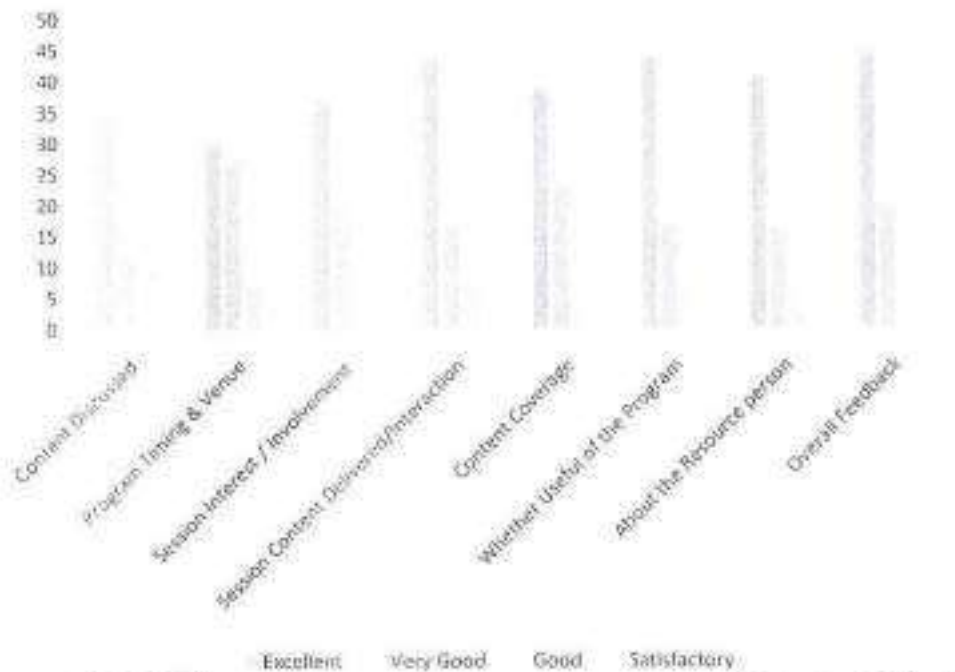 50
45
40
35
30
25
20
15
10
5
0
Content Discussed
Program Timing & Venue
Session Interest / Involvement
Session Content Delivered/Interaction
Content Coverage
Whether Useful of the Program
About the Resource person
Overall Feedback
Excellent Very Good Good Satisfactory